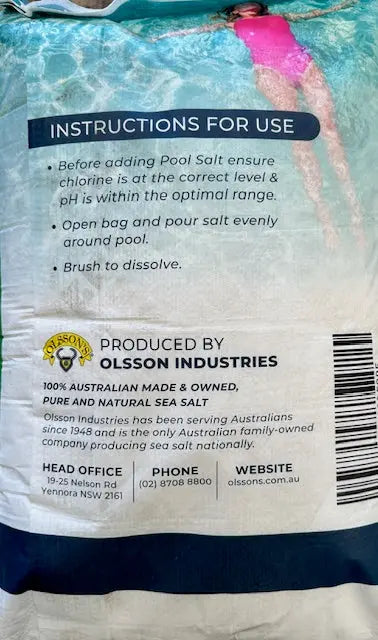 INSTRUCTIONS FOR USE
• Before adding Pool Salt ensure
chlorine is at the correct level &
pH is within the optimal range.
• Open bag and pour salt evenly
around pool.
• Brush to dissolve.
OLSSON'S
PRODUCED BY
OLSSON INDUSTRIES
100% AUSTRALIAN MADE & OWNED,
PURE AND NATURAL SEA SALT
Olsson Industries has been serving Australians
since 1948 and is the only Australian family-owned
company producing sea salt nationally.
HEAD OFFICE
19-25 Nelson Rd
Yennora NSW 2161
PHONE
(02) 8708 8800
WEBSITE
olssons.com.au